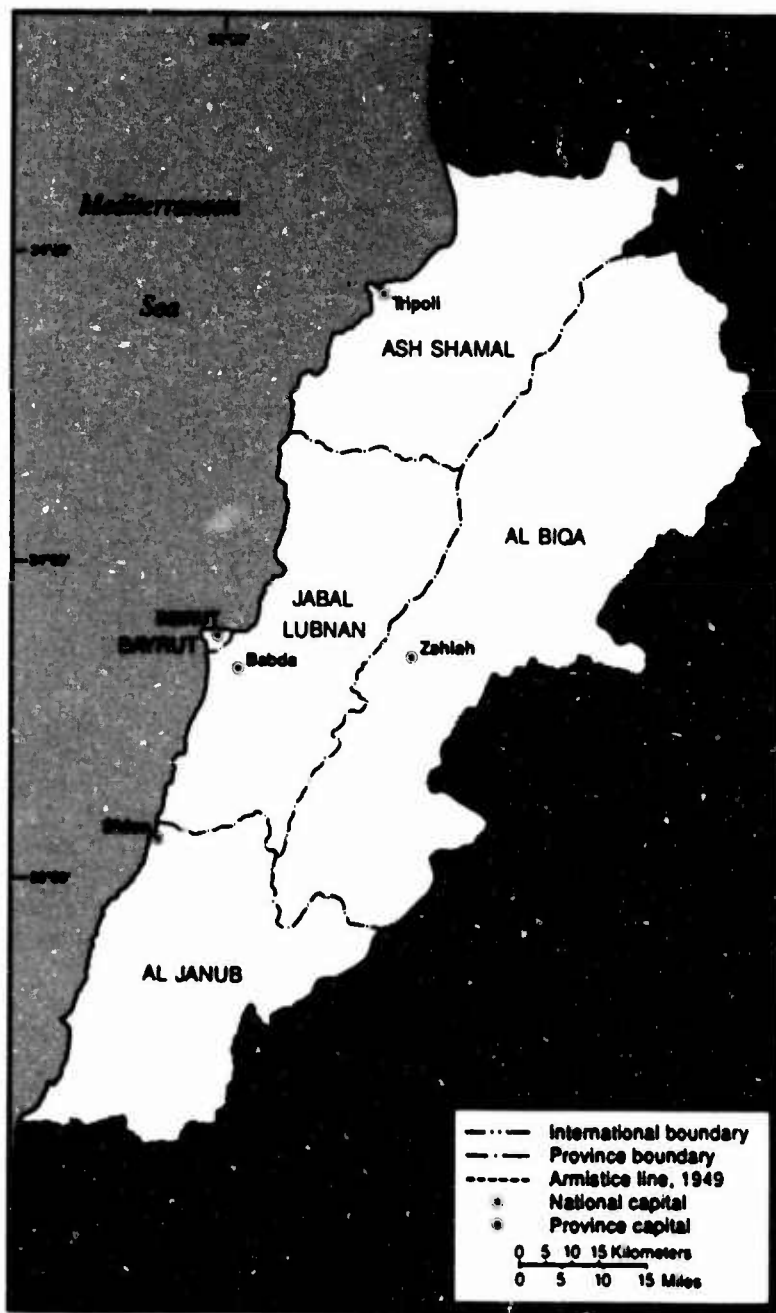 Mediterranean
Sea
Tripoli
ASH SHAMAL
AL BIQA
JABAL
LUBNAN
BEIRUT
BAYRUT
Babda
Zahlah
AL JANUB
International boundary
Province boundary
Armistice line, 1949
National capital
Province capital
0 5 10 15 Kilometers
0 5 10 15 Miles